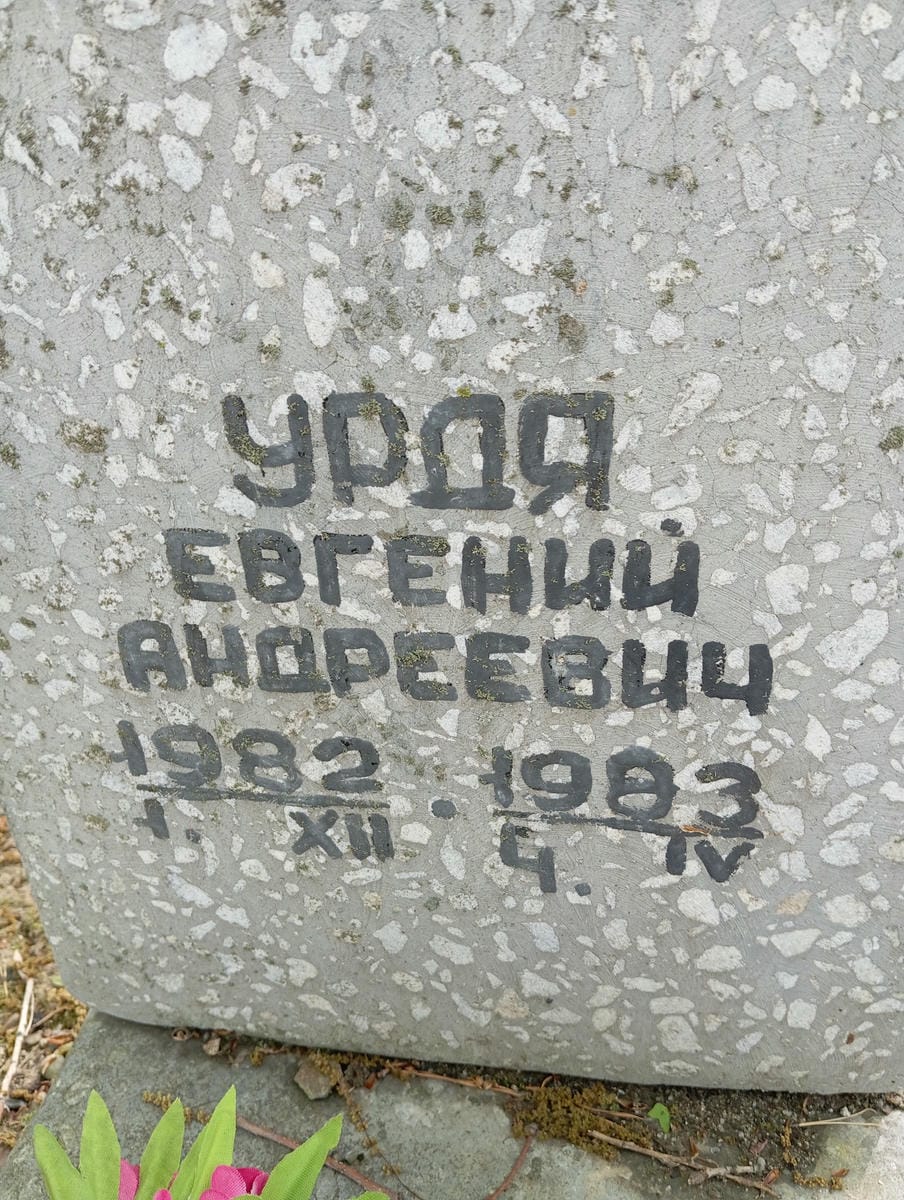 УРДЯ
ЕВГЕНИЙ
АНДРЕЕВИЧ
1982 · 1983
1. XII 4. IV